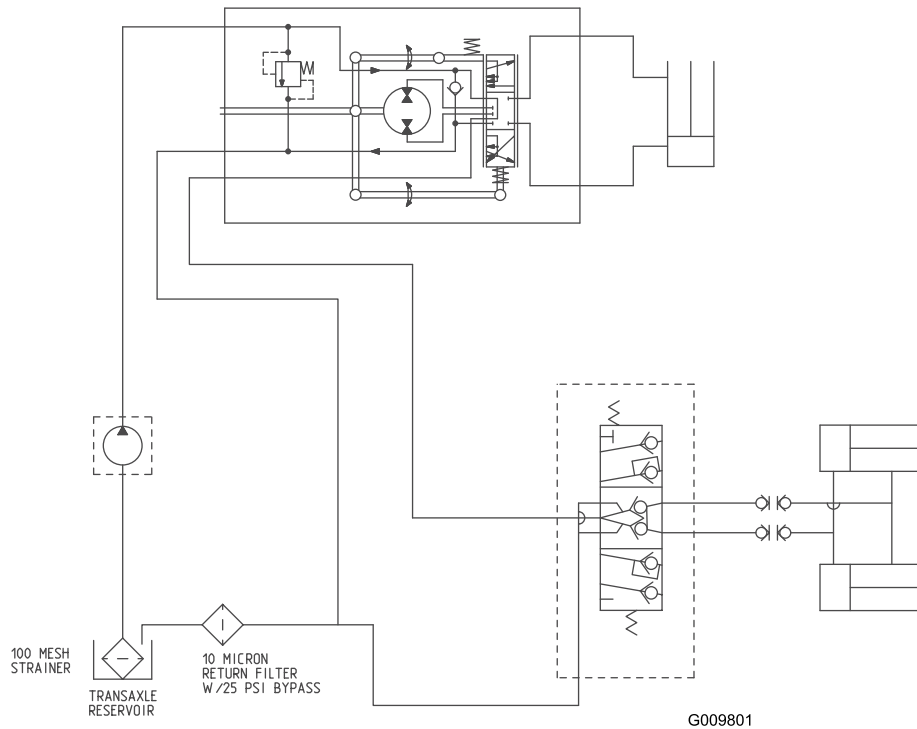 100 MESH
STRAINER
TRANSAXLE
RESERVOIR
10 MICRON
RETURN FILTER
W/25 PSI BYPASS
G009801